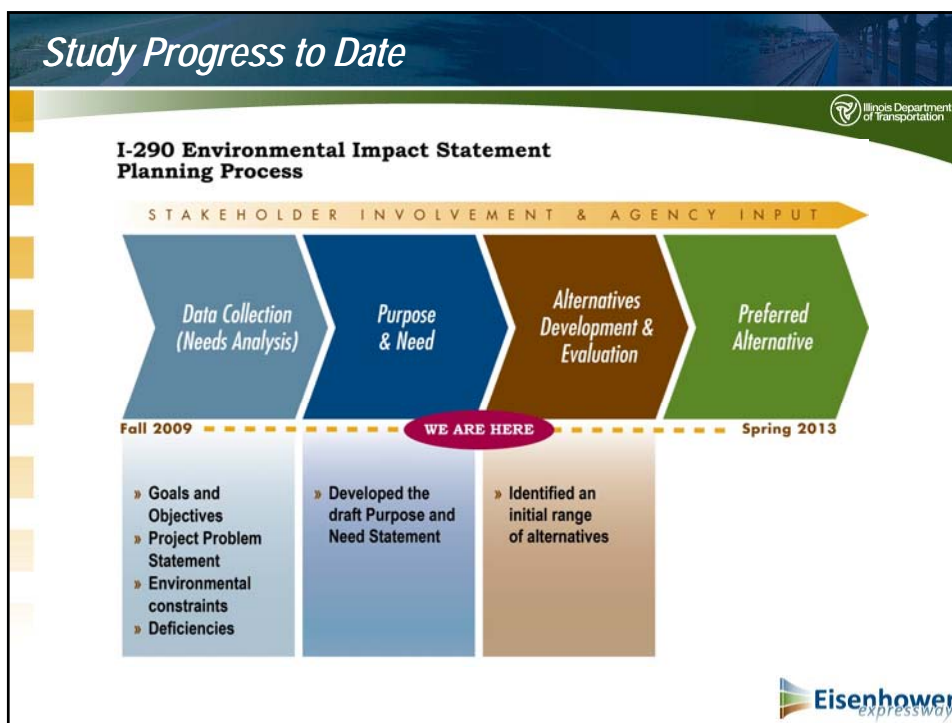 Study Progress to Date
Illinois Department
of Transportation
I-290 Environmental Impact Statement
Planning Process
STAKEHOLDER INVOLVEMENT & AGENCY INPUT
Data Collection
(Needs Analysis)
Purpose
& Need
Alternatives
Development &
Evaluation
Preferred
Alternative
Fall 2009
WE ARE HERE
Spring 2013
» Goals and
Objectives
» Project Problem
Statement
» Environmental
constraints
» Deficiencies
» Developed the
draft Purpose and
Need Statement
» Identified an
initial range
of alternatives
Eisenhower
expressway